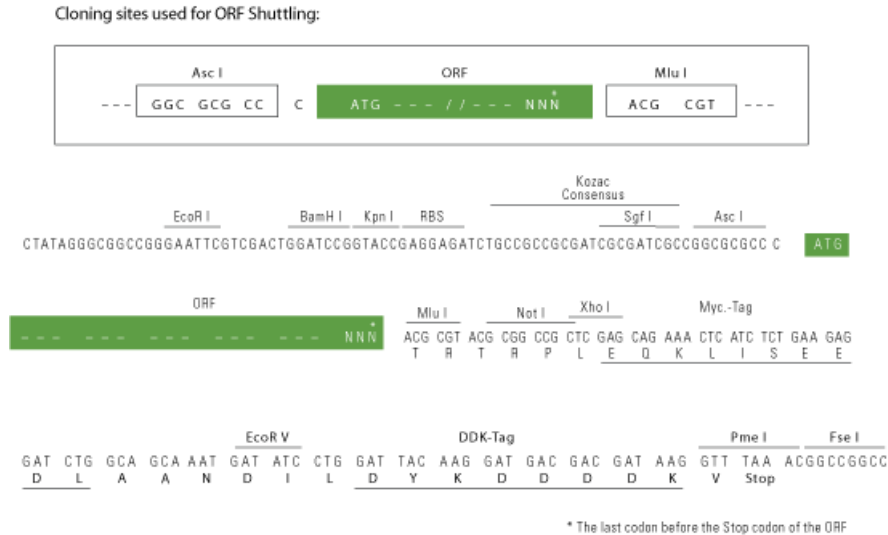 Cloning sites used for ORF Shuttling:
Asc I ORF Mlu I
--- GGC GCG CC C ATG --- // --- NNN* ACG CGT ---
Kozac
Consensus
EcoR I BamH I Kpn I RBS Sgf I Asc I
CTATAGGGCGGCCGGGAATTCGTCGACTGGATCCGGTACCGAGGAGATCTGCCGCCGCGATCGCGATCGCCGGCGCGCC C ATG
ORF Mlu I Not I Xho I Myc.-Tag
--- --- --- --- --- NNN* ACG CGT ACG CGG CCG CTC GAG CAG AAA CTC ATC TCT GAA GAG
T R T R P L E Q K L I S E E
EcoR V DDK-Tag Pme I Fse I
GAT CTG GCA GCA AAT GAT ATC CTG GAT TAC AAG GAT GAC GAC GAT AAG GTT TAA ACGGCCGGCC
D L A A N D I L D Y K D D D D K V Stop
* The last codon before the Stop codon of the ORF